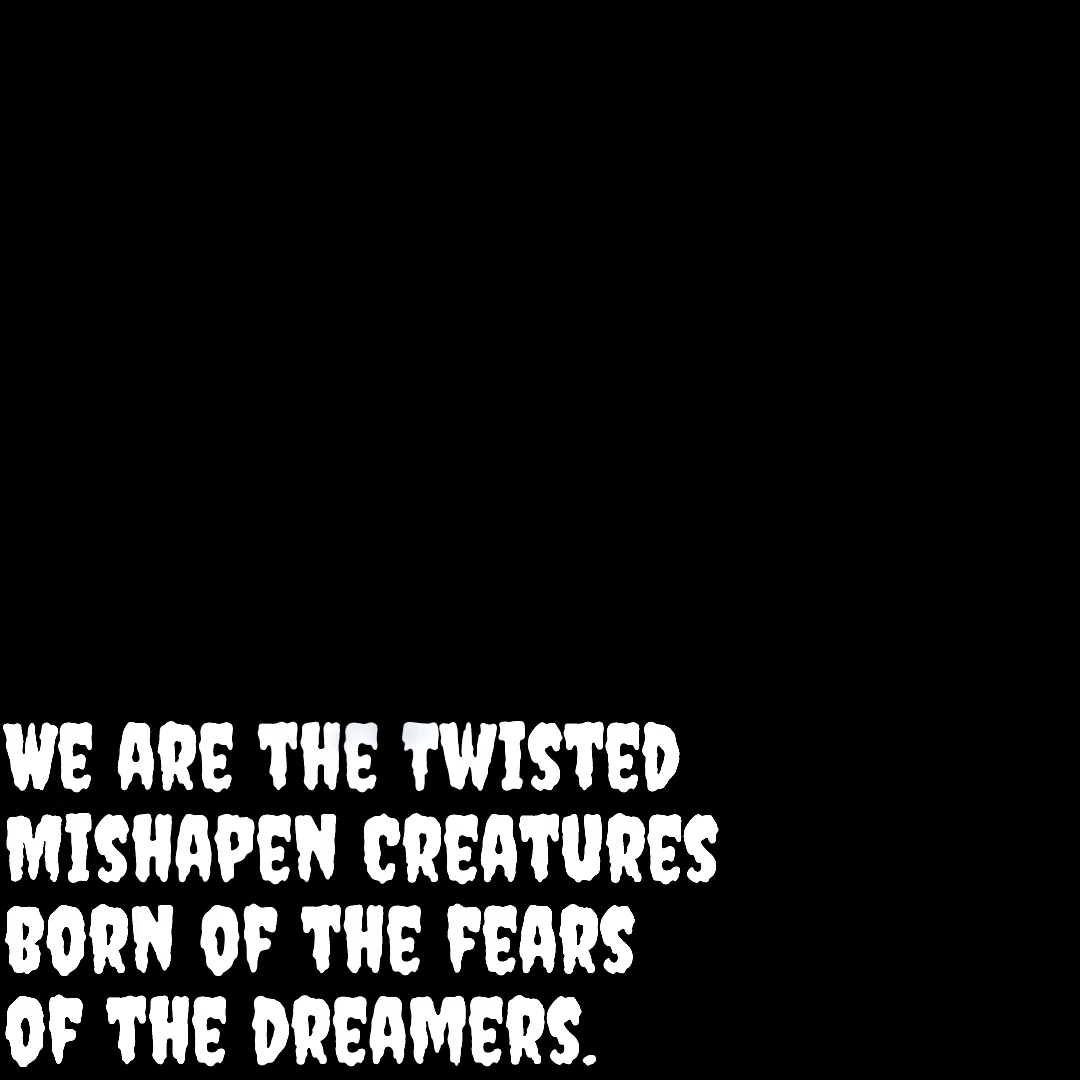 WE ARE THE TWISTED
MISHAPEN CREATURES
BORN OF THE FEARS
OF THE DREAMERS.